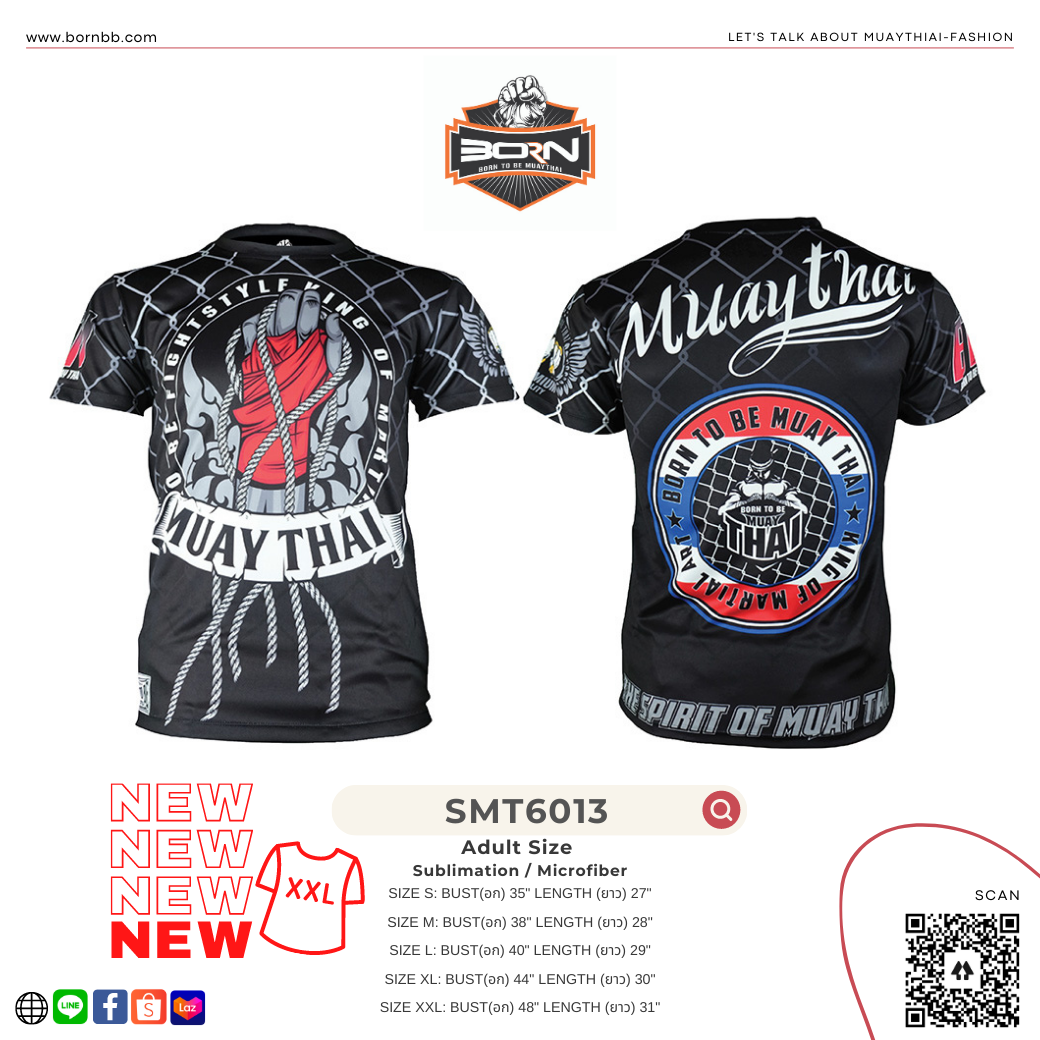 www.bornbb.com
LET'S TALK ABOUT MUAYTHIAI-FASHION
BORN
BORN TO BE MUAYTHAI
O BE FIGHTSTYLE KING OF MARTIA
MUAY THAI
Muay thai
BORN TO BE MUAY THAI
KING OF MARTIAL ART
BORN TO BE
MUAY
THAI
THE SPIRIT OF MUAY TH
NEW
NEW
NEW
NEW
XXL
SMT6013
Adult Size
Sublimation / Microfiber
SIZE S: BUST(อก) 35" LENGTH (ยาว) 27"
SIZE M: BUST(อก) 38" LENGTH (ยาว) 28"
SIZE L: BUST(อก) 40" LENGTH (ยาว) 29"
SIZE XL: BUST(อก) 44" LENGTH (ยาว) 30"
SIZE XXL: BUST(อก) 48" LENGTH (ยาว) 31"
SCAN
LINE
Laz